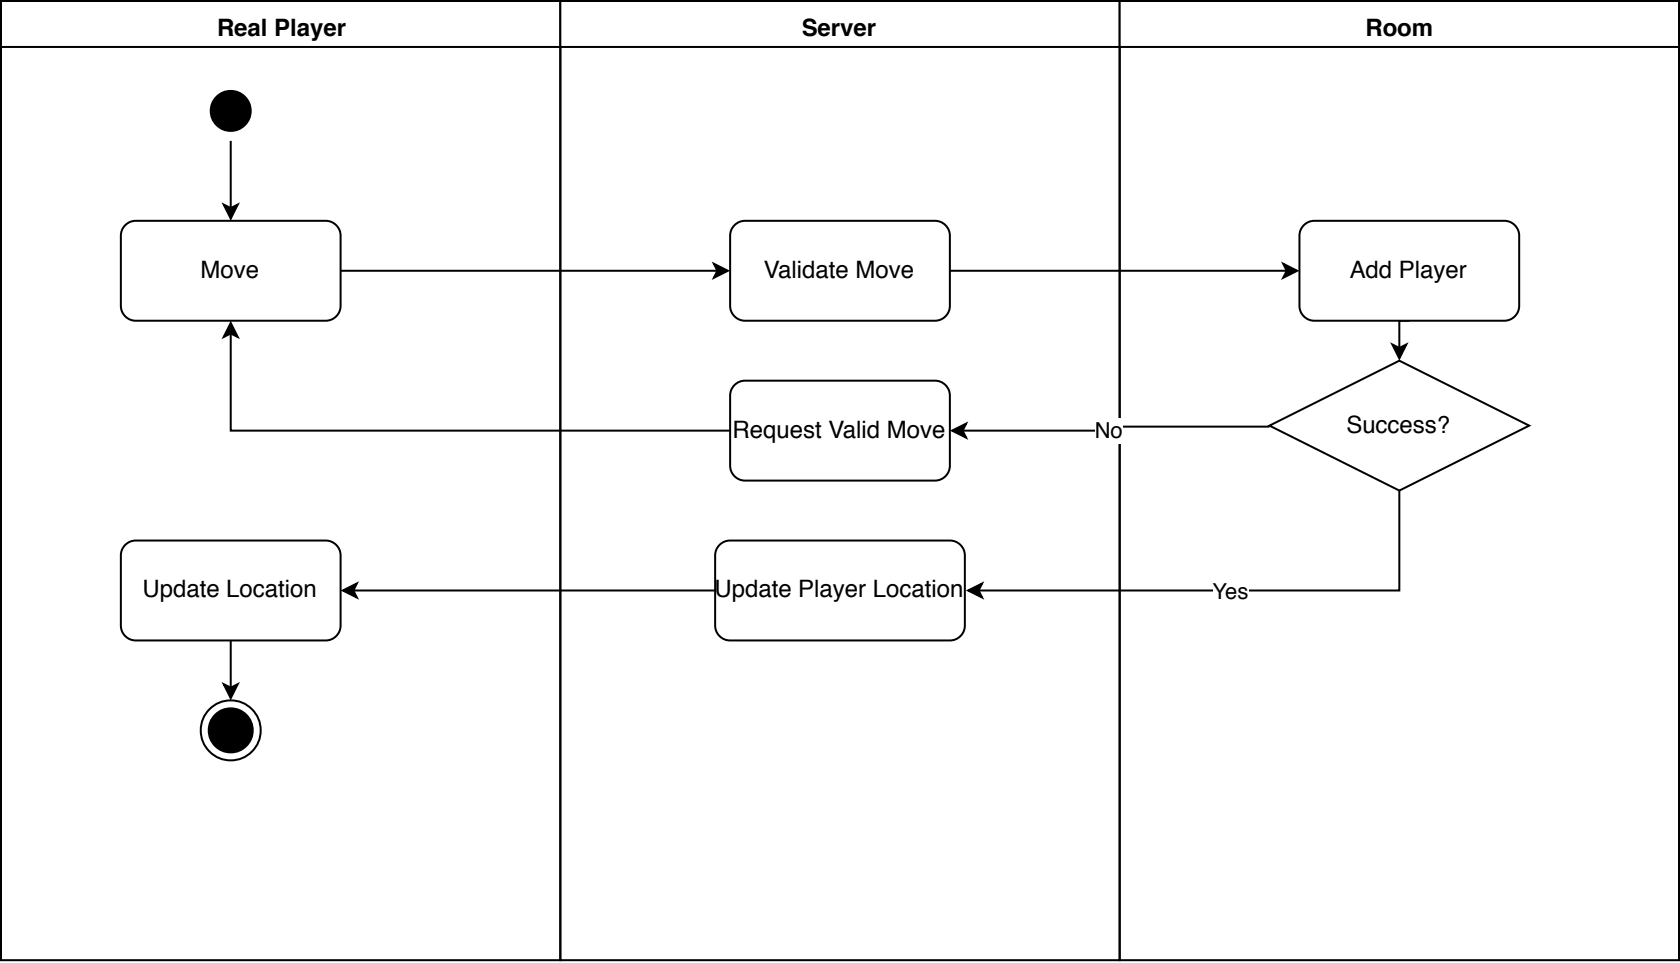 Real Player
Server
Room
Move
Validate Move
Add Player
Request Valid Move
No
Success?
Update Location
Update Player Location
Yes